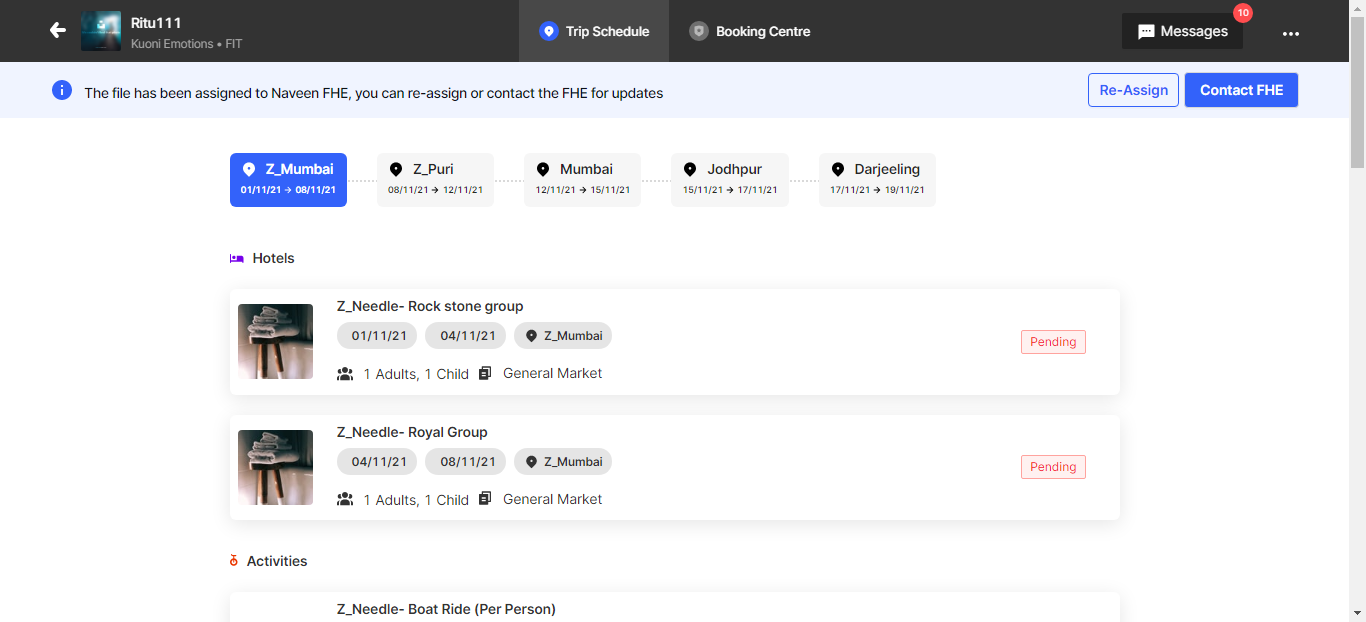 Ritu111
Kuoni Emotions • FIT
Trip Schedule
Booking Centre
Messages
10
The file has been assigned to Naveen FHE, you can re-assign or contact the FHE for updates
Re-Assign
Contact FHE
Z_Mumbai
01/11/21 → 08/11/21
Z_Puri
08/11/21 → 12/11/21
Mumbai
12/11/21 → 15/11/21
Jodhpur
15/11/21 → 17/11/21
Darjeeling
17/11/21 → 19/11/21
Hotels
Z_Needle- Rock stone group
01/11/21 04/11/21 Z_Mumbai
1 Adults, 1 Child General Market
Pending
Z_Needle- Royal Group
04/11/21 08/11/21 Z_Mumbai
1 Adults, 1 Child General Market
Pending
Activities
Z_Needle- Boat Ride (Per Person)